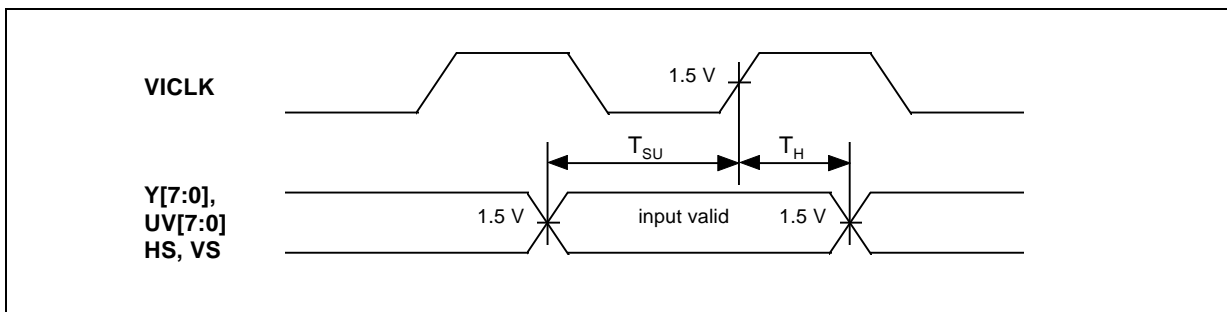 VICLK
1.5 V
T_SU
T_H
Y[7:0],
UV[7:0]
HS, VS
1.5 V
input valid
1.5 V